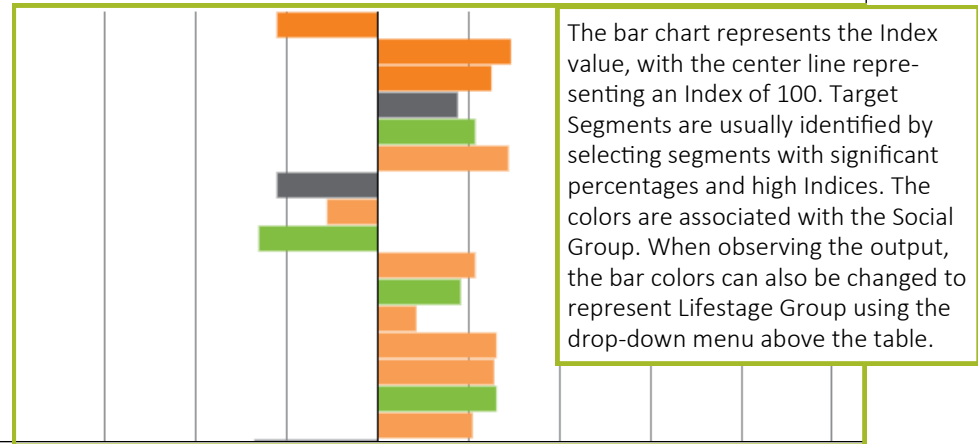 The bar chart represents the Index
value, with the center line repre-
senting an Index of 100. Target
Segments are usually identified by
selecting segments with significant
percentages and high Indices. The
colors are associated with the Social
Group. When observing the output,
the bar colors can also be changed to
represent Lifestage Group using the
drop-down menu above the table.